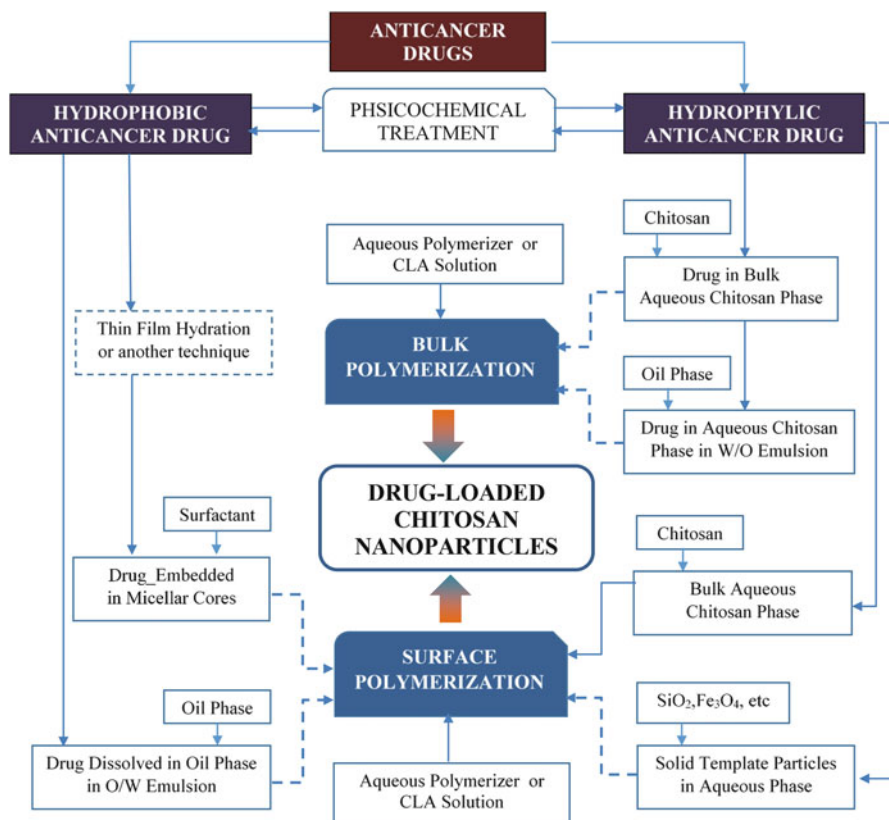 ANTICANCER
DRUGS
HYDROPHOBIC
ANTICANCER DRUG
PHSICOCHEMICAL
TREATMENT
HYDROPHYLIC
ANTICANCER DRUG
Chitosan
Aqueous Polymerizer or
CLA Solution
Drug in Bulk
Aqueous Chitosan Phase
Thin Film Hydration
or another technique
BULK
POLYMERIZATION
Oil Phase
Drug in Aqueous Chitosan
Phase in W/O Emulsion
DRUG-LOADED
CHITOSAN
NANOPARTICLES
Surfactant
Chitosan
Drug_Embedded
in Micellar Cores
Bulk Aqueous
Chitosan Phase
SURFACE
POLYMERIZATION
Oil Phase
SiO₂,Fe₃O₄, etc
Drug Dissolved in Oil Phase
in O/W Emulsion
Solid Template Particles
in Aqueous Phase
Aqueous Polymerizer or
CLA Solution